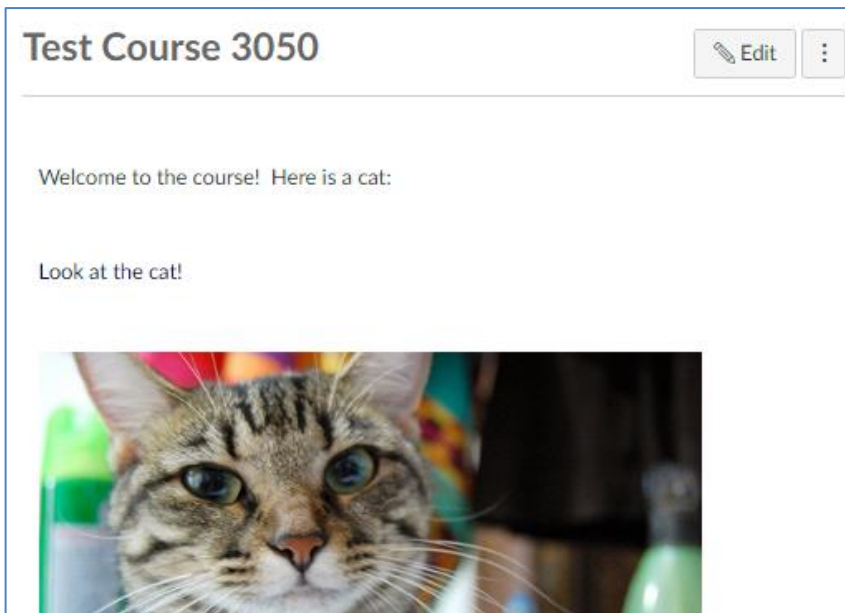 Test Course 3050
Edit
Welcome to the course! Here is a cat:
Look at the cat!